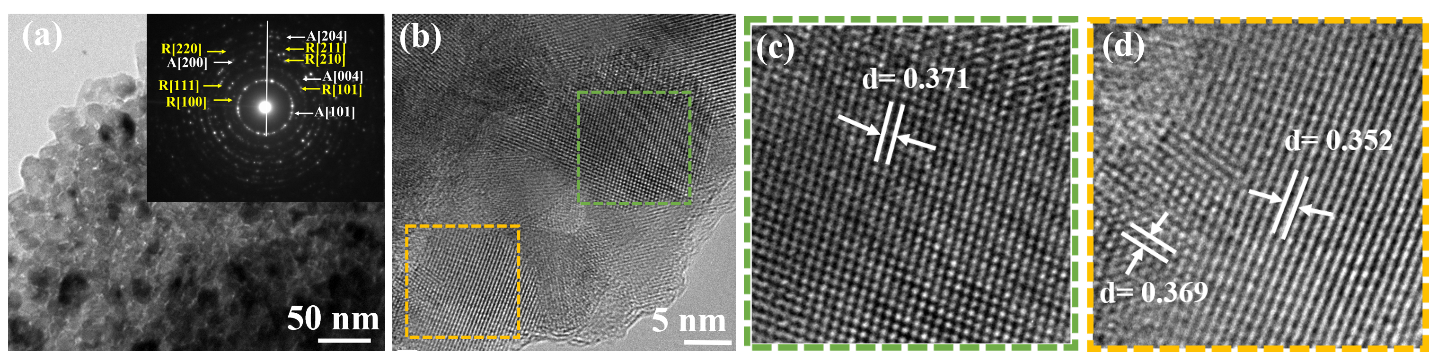 (a)
A[204]
R[211]
R[210]
R[220]
A[200]
A[004]
R[101]
R[111]
R[100]
A[101]
50 nm
(b)
5 nm
(c)
d= 0.371
(d)
d= 0.352
d= 0.369